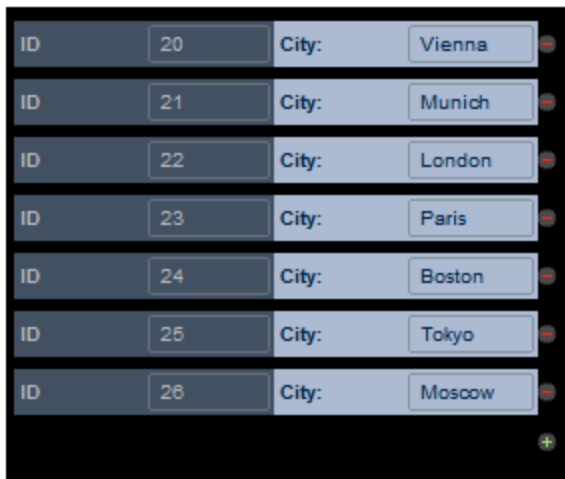 ID 20 City: Vienna
ID 21 City: Munich
ID 22 City: London
ID 23 City: Paris
ID 24 City: Boston
ID 25 City: Tokyo
ID 26 City: Moscow